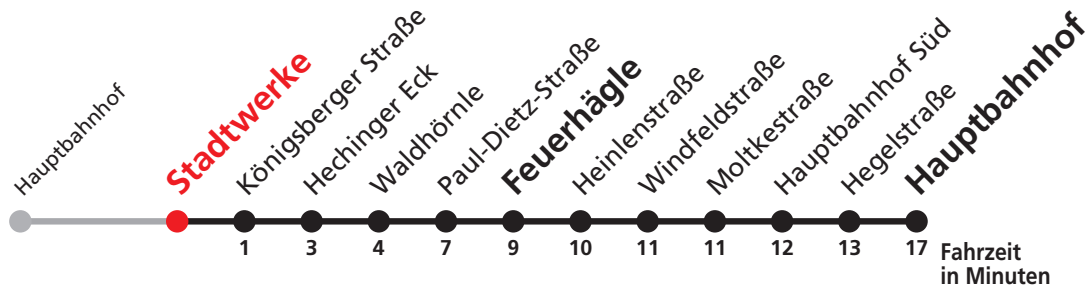 Hauptbahnhof
Stadtwerke
Königsberger Straße
Hechinger Eck
Waldhörnle
Paul-Dietz-Straße
Feuerhägle
Heinlenstraße
Windfeldstraße
Moltkestraße
Hauptbahnhof Süd
Hegelstraße
Hauptbahnhof
1 3 4 7 9 10 11 11 12 13 17
Fahrzeit
in Minuten